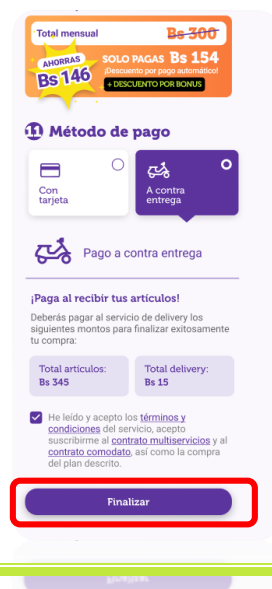 Total mensual Bs 300
AHORRAS
Bs 146
SOLO PAGAS Bs 154
¡Descuento por pago automático!
+ DESCUENTO POR BONUS
11 Método de pago
Con
tarjeta
A contra
entrega
Pago a contra entrega
¡Paga al recibir tus artículos!
Deberás pagar al servicio de delivery los
siguientes montos para finalizar exitosamente
tu compra:
Total artículos:
Bs 345
Total delivery:
Bs 15
He leído y acepto los términos y
condiciones del servicio, acepto
suscribirme al contrato multiservicios y al
contrato comodato, así como la compra
del plan descrito.
Finalizar